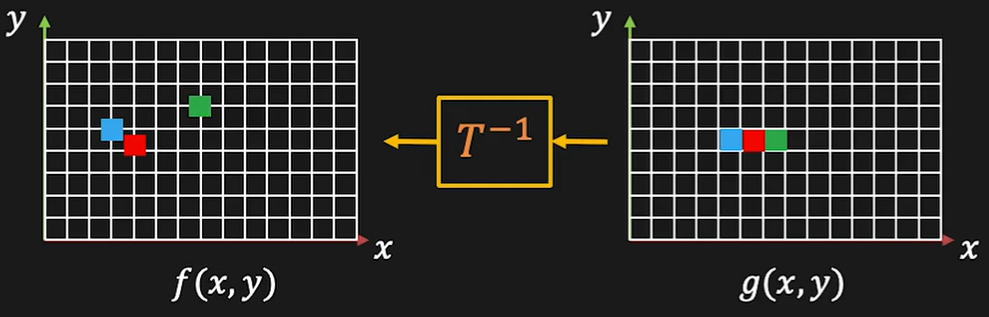 y
y
T⁻¹
x
x
f(x, y)
g(x, y)